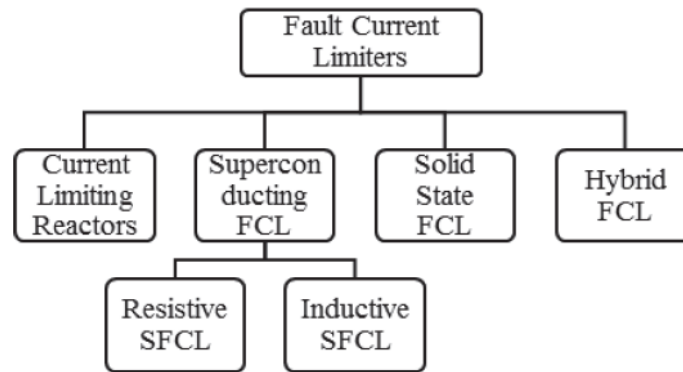 Fault Current
Limiters
Current
Limiting
Reactors
Supercon
ducting
FCL
Solid
State
FCL
Hybrid
FCL
Resistive
SFCL
Inductive
SFCL